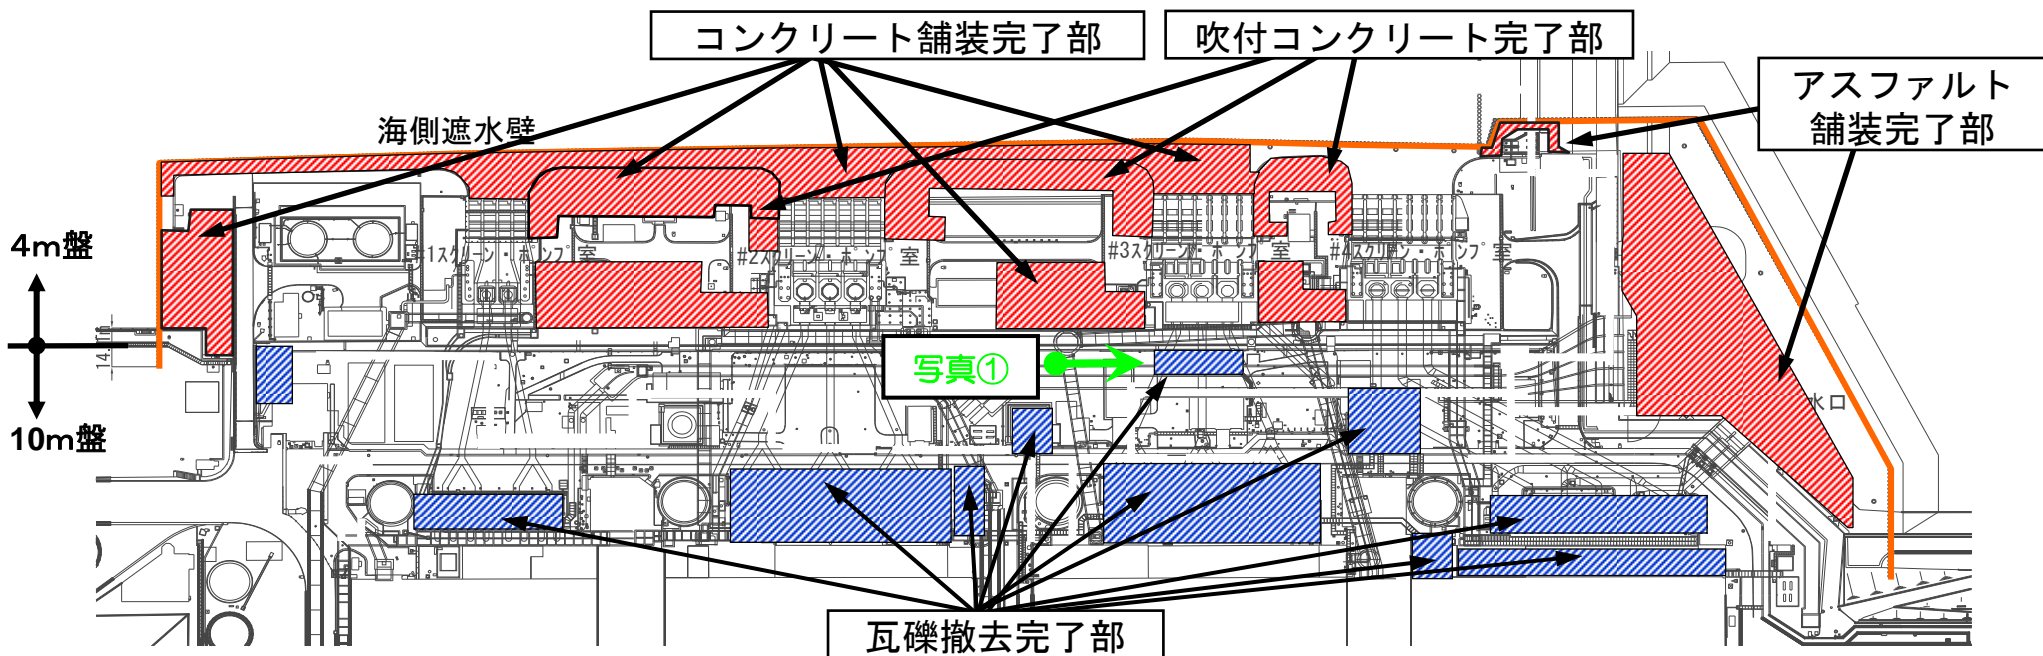 コンクリート舗装完了部
吹付コンクリート完了部
アスファルト
舗装完了部
海側遮水壁
4m盤
10m盤
#1スクリーン・ポンプ室
#2スクリーン・ポンプ室
#3スクリーン・ポンプ室
#4スクリーン・ポンプ室
写真①
水口
瓦礫撤去完了部